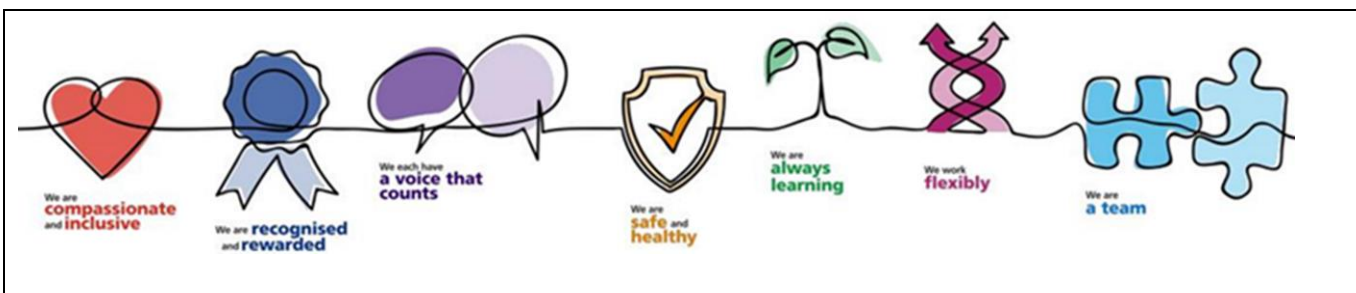 We are
compassionate
and inclusive
We are recognised
and rewarded
We each have
a voice that
counts
We are
safe and
healthy
We are
always
learning
We work
flexibly
We are
a team